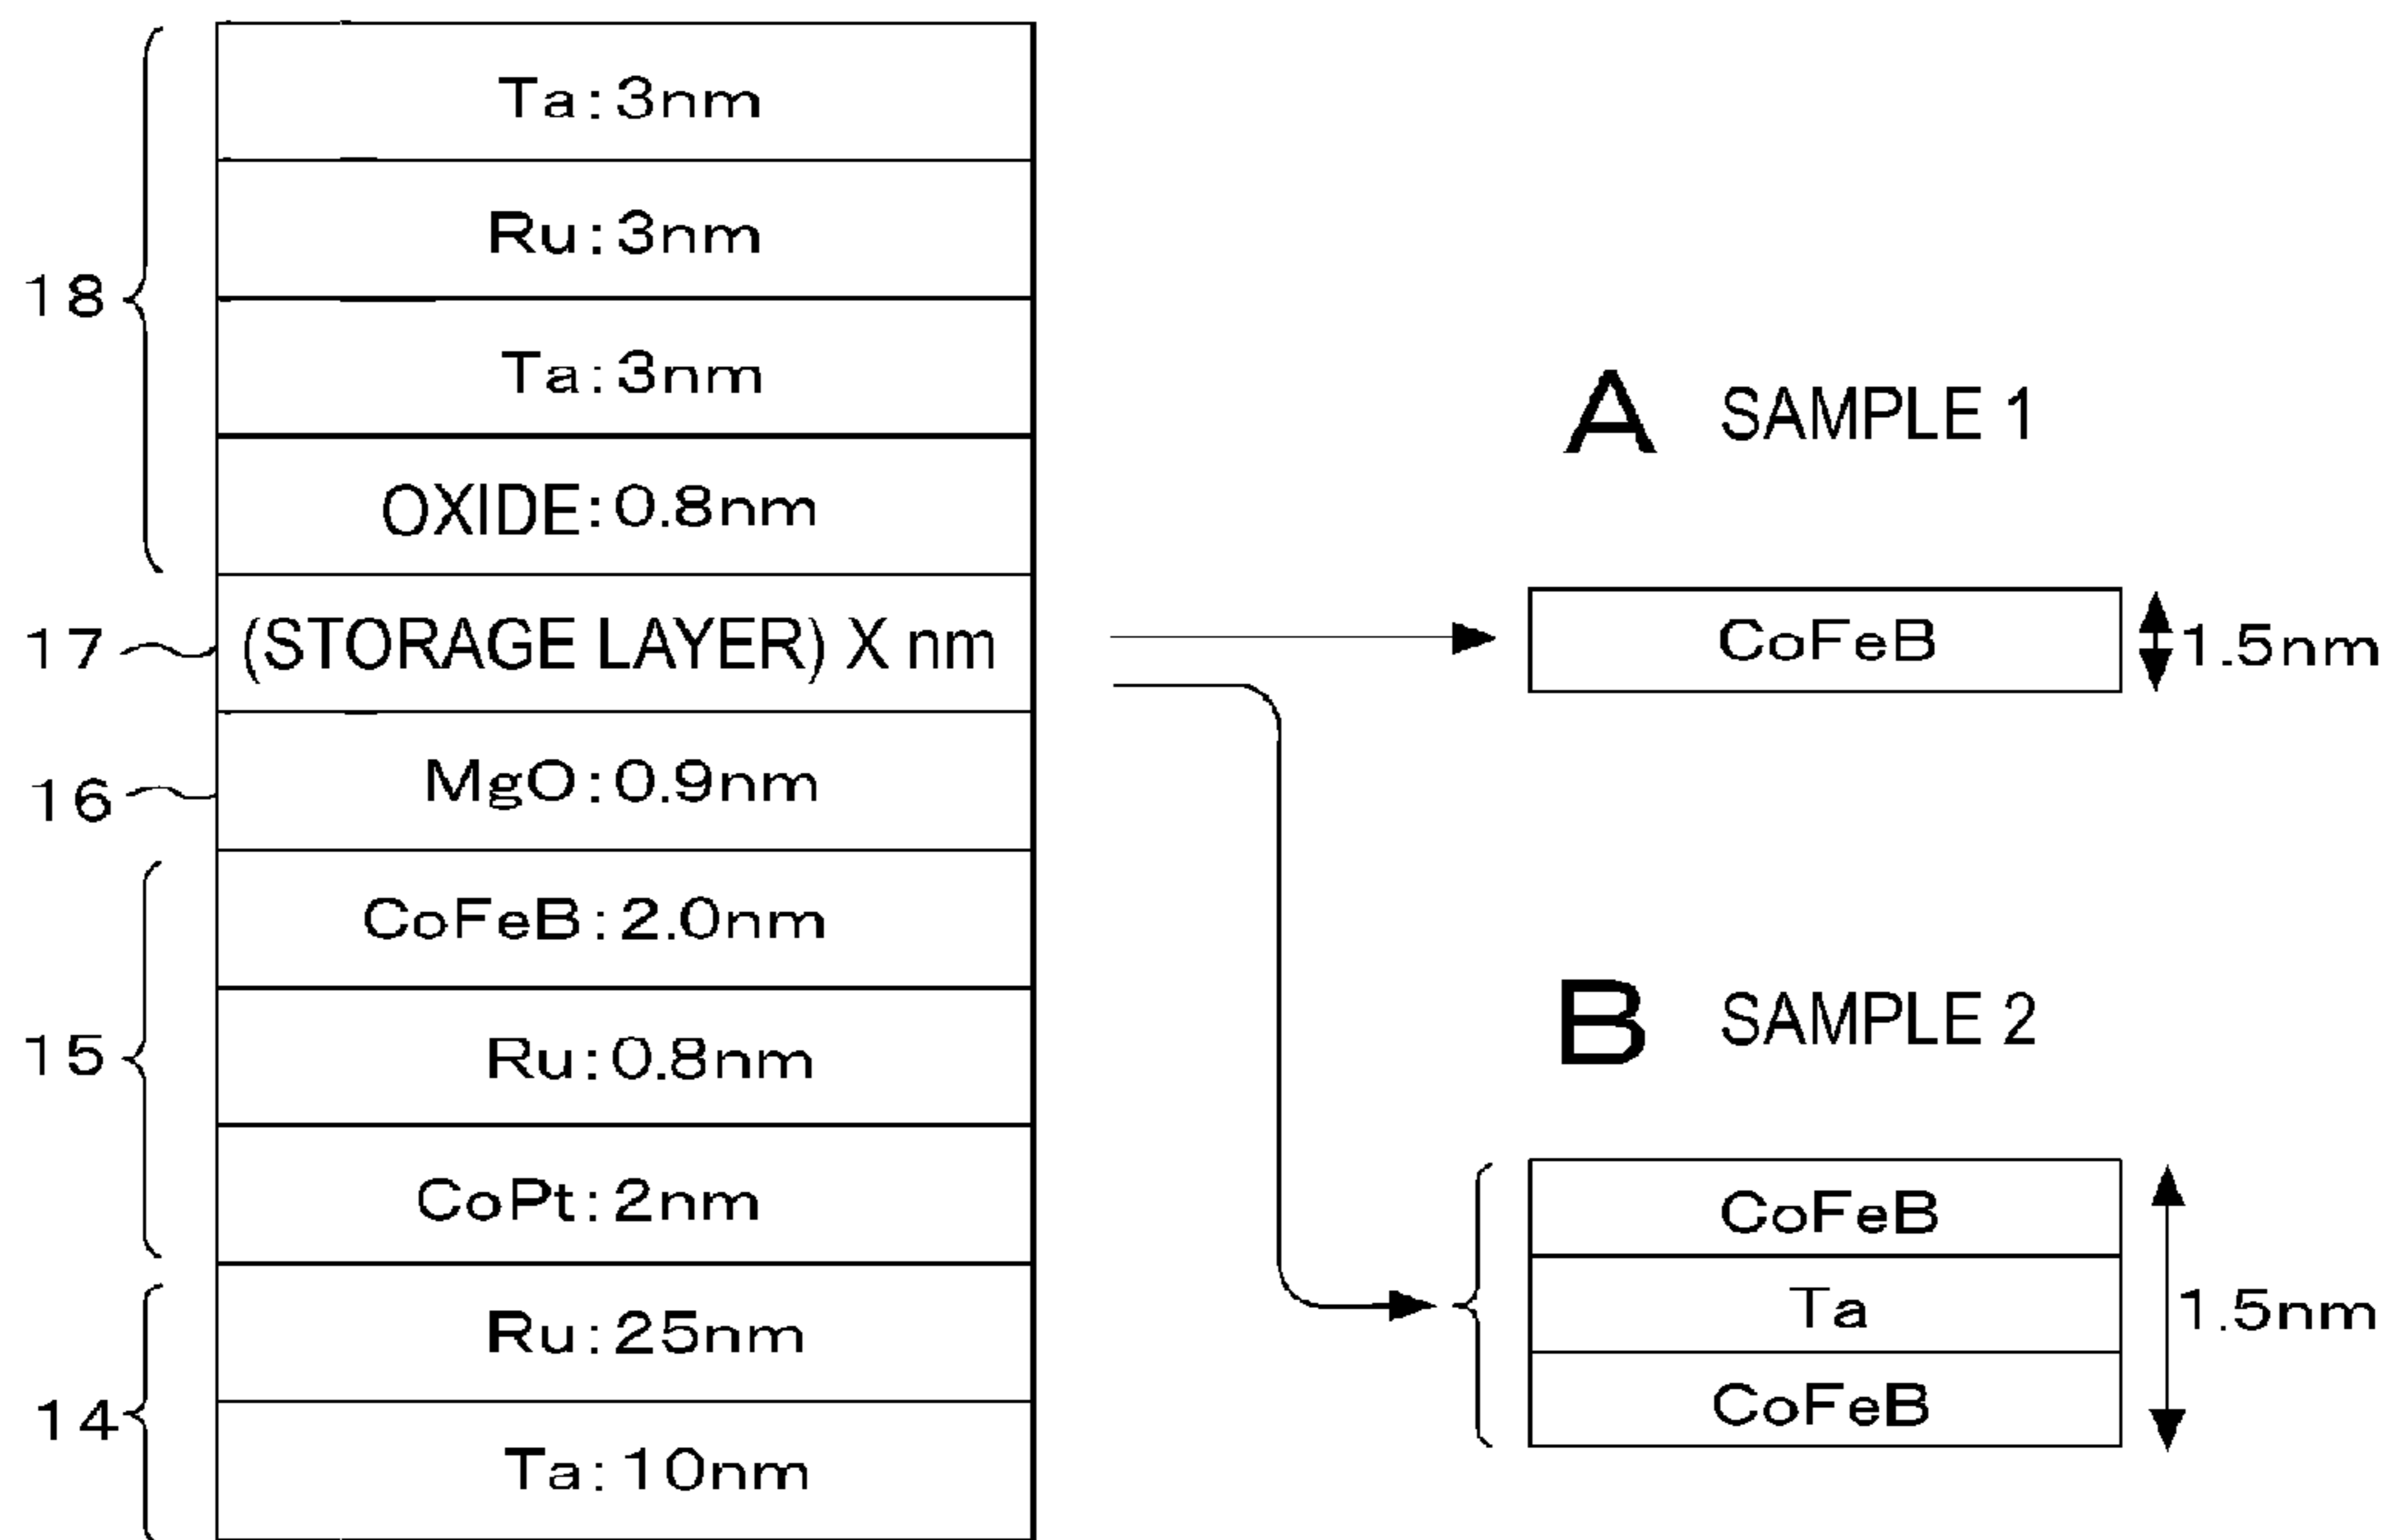 Ta:3nm
Ru:3nm
18
Ta:3nm
OXIDE:0.8nm
17
(STORAGE LAYER) X nm
16
MgO:0.9nm
CoFeB:2.0nm
15
Ru:0.8nm
CoPt:2nm
Ru:25nm
14
Ta:10nm
A SAMPLE 1
CoFeB
1.5nm
B SAMPLE 2
CoFeB
Ta
CoFeB
1.5nm